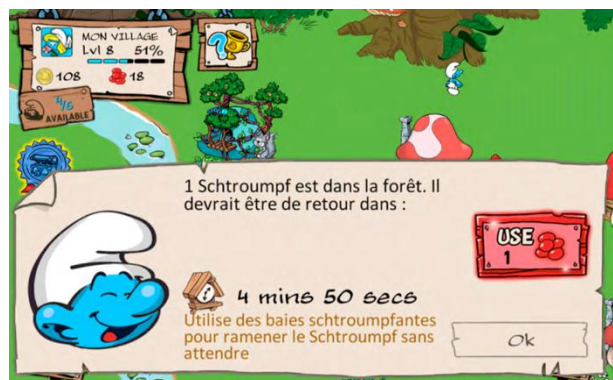 MON VILLAGE
Lvl 8 51%
108 18
4/6
AVAILABLE
1 Schtroumpf est dans la forêt. Il
devrait être de retour dans :
USE
1
4 mins 50 secs
Utilise des baies schtroumpfantes
pour ramener le Schtroumpf sans
attendre
Ok